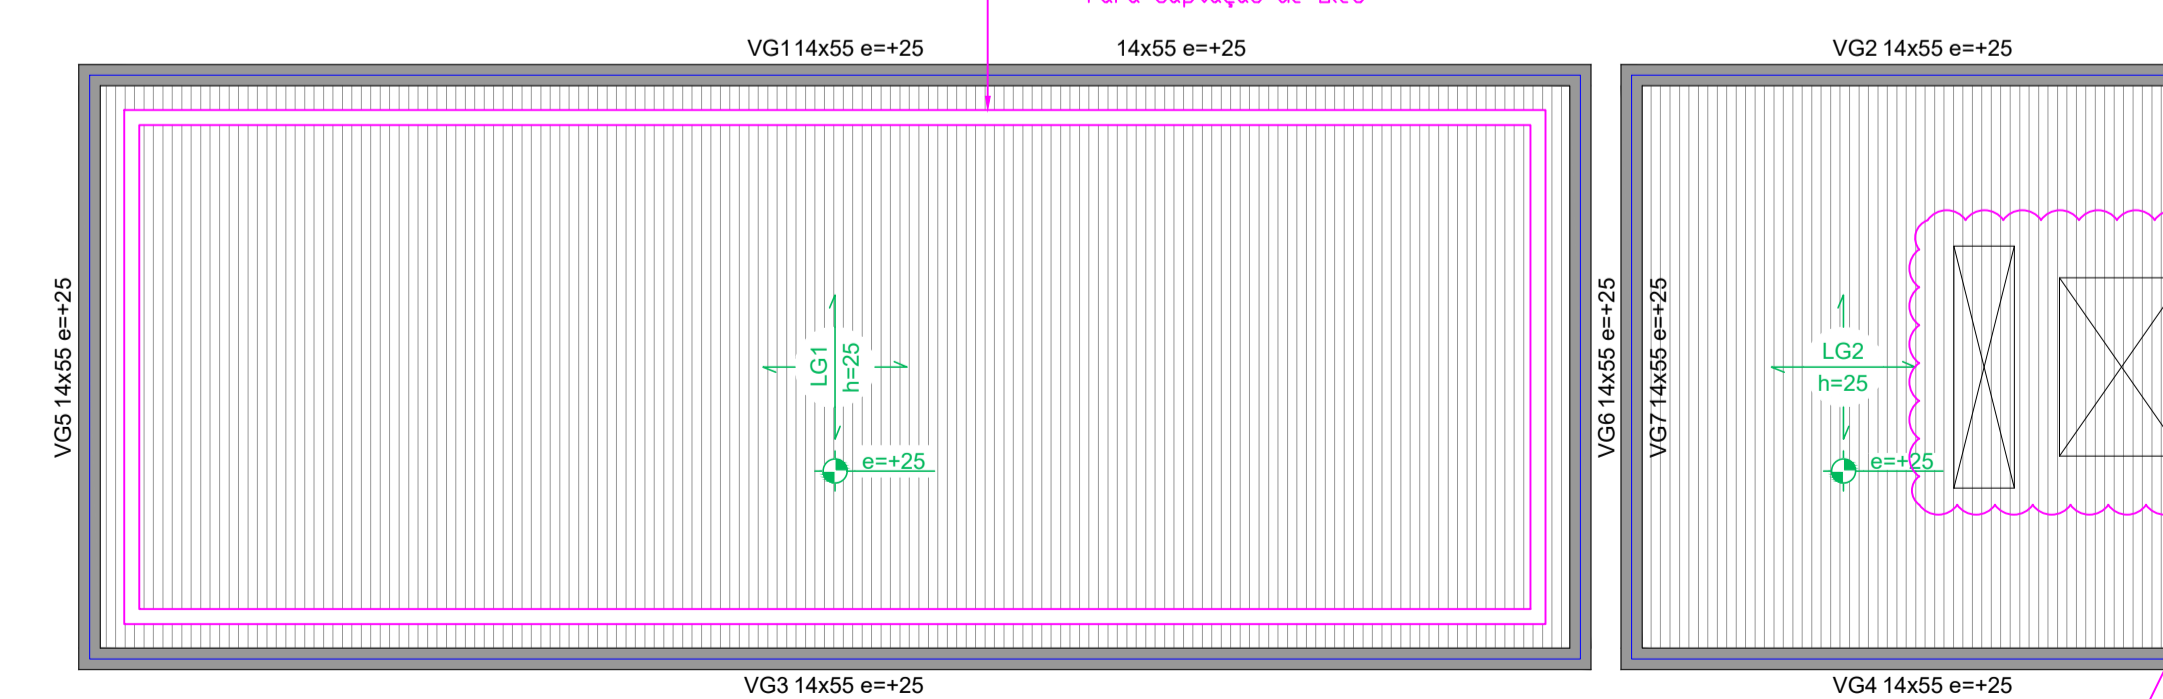 VG1 14x55 e=+25
14x55 e=+25
VG2 14x55 e=+25
VG5 14x55 e=+25
LG1
h=25
e=+25
VG6 14x55 e=+25
VG7 14x55 e=+25
LG2
h=25
e=+25
VG3 14x55 e=+25
VG4 14x55 e=+25